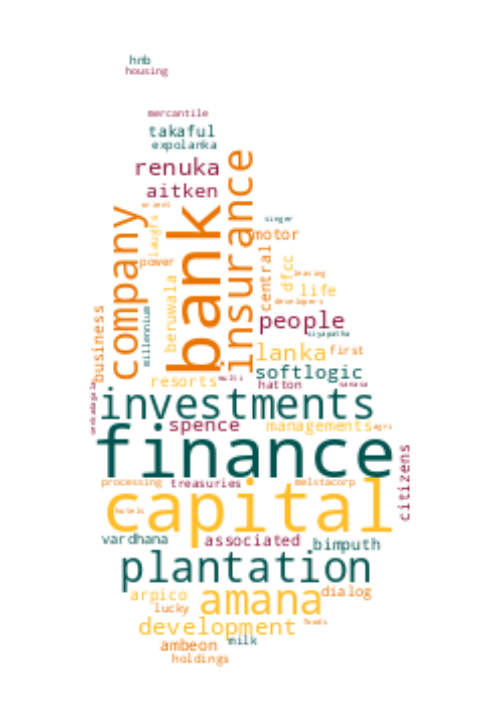 hnb
housing
mercantile
takaful
expolanka
renuka
aitken
orient
singer
laugfs
motor
power
company
bank
insurance
central
dfcc
leasing
beruwala
life
developers
business
millennium
people
siyapatha
lanka
first
softlogic
resorts
multi
hatton
sanasa
investments
spence
managements
agri
finance
citizens
processing
treasuries
melstacorp
capital
hotels
vardhana
associated
bimputh
plantation
arpico
amana
dialog
lucky
development
foods
milk
ambeon
holdings